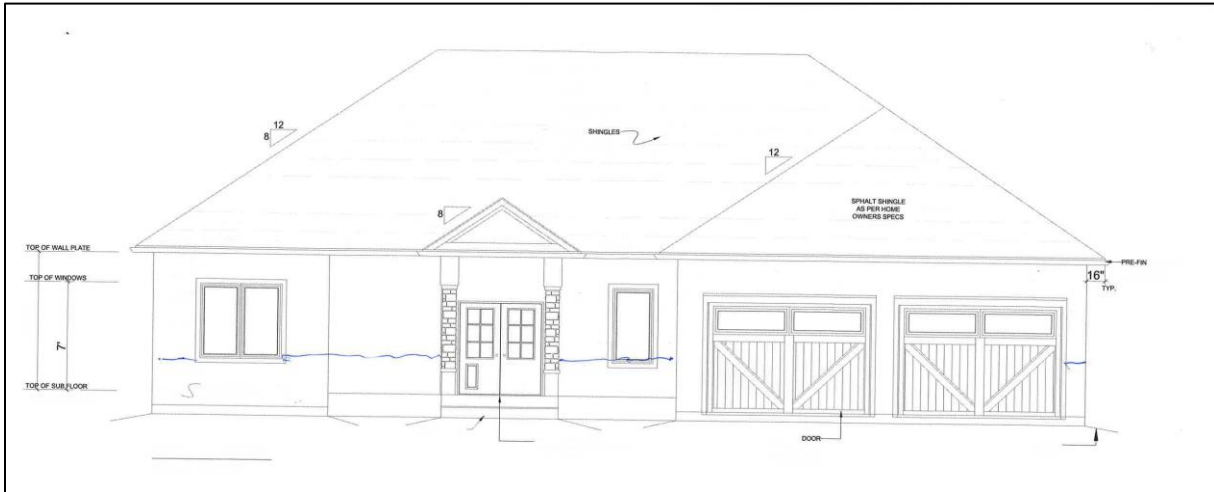 12
8
SHINGLES
12
8
SPHALT SHINGLE
AS PER HOME
OWNERS SPECS
TOP OF WALL PLATE
PRE-FIN
TOP OF WINDOWS
16"
TYP.
7'
TOP OF SUB FLOOR
S
DOOR